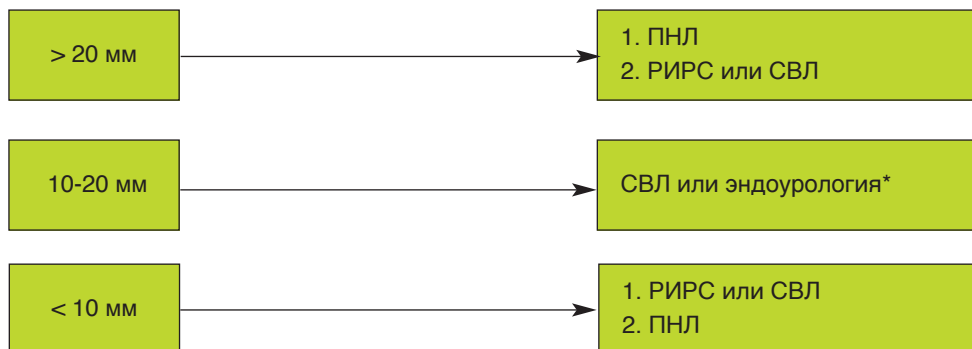 > 20 мм
1. ПНЛ
2. РИРС или СВЛ
10-20 мм
СВЛ или эндоурология*
< 10 мм
1. РИРС или СВЛ
2. ПНЛ